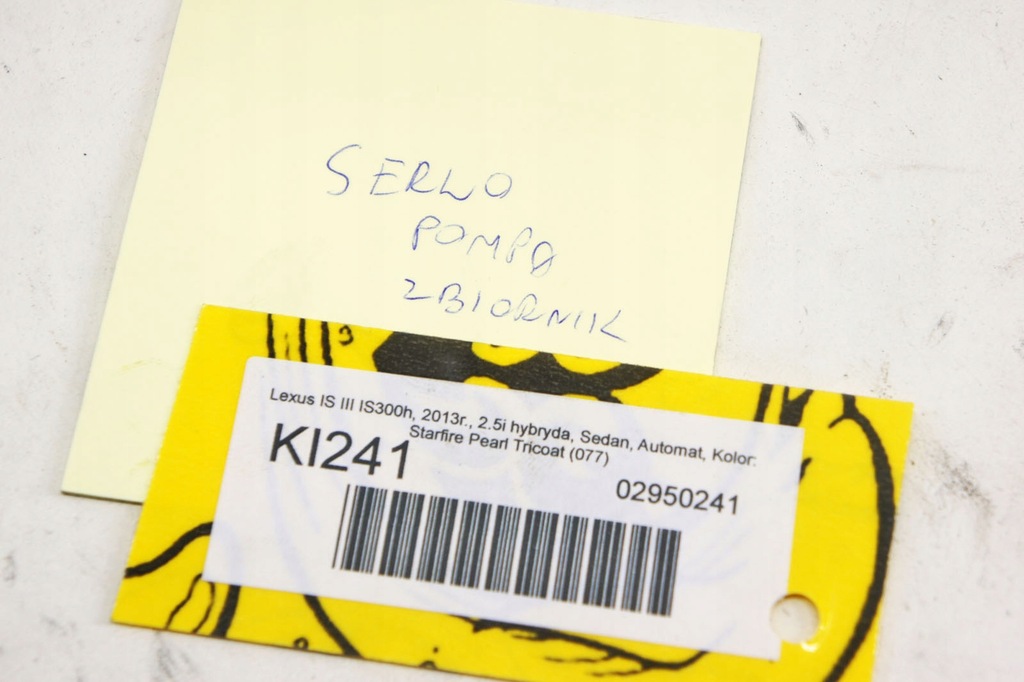 SERWO
POMPA
ZBIORNIK
Lexus IS III IS300h, 2013r., 2.5i hybryda, Sedan, Automat, Kolor:
Starfire Pearl Tricoat (077)
KI241
02950241